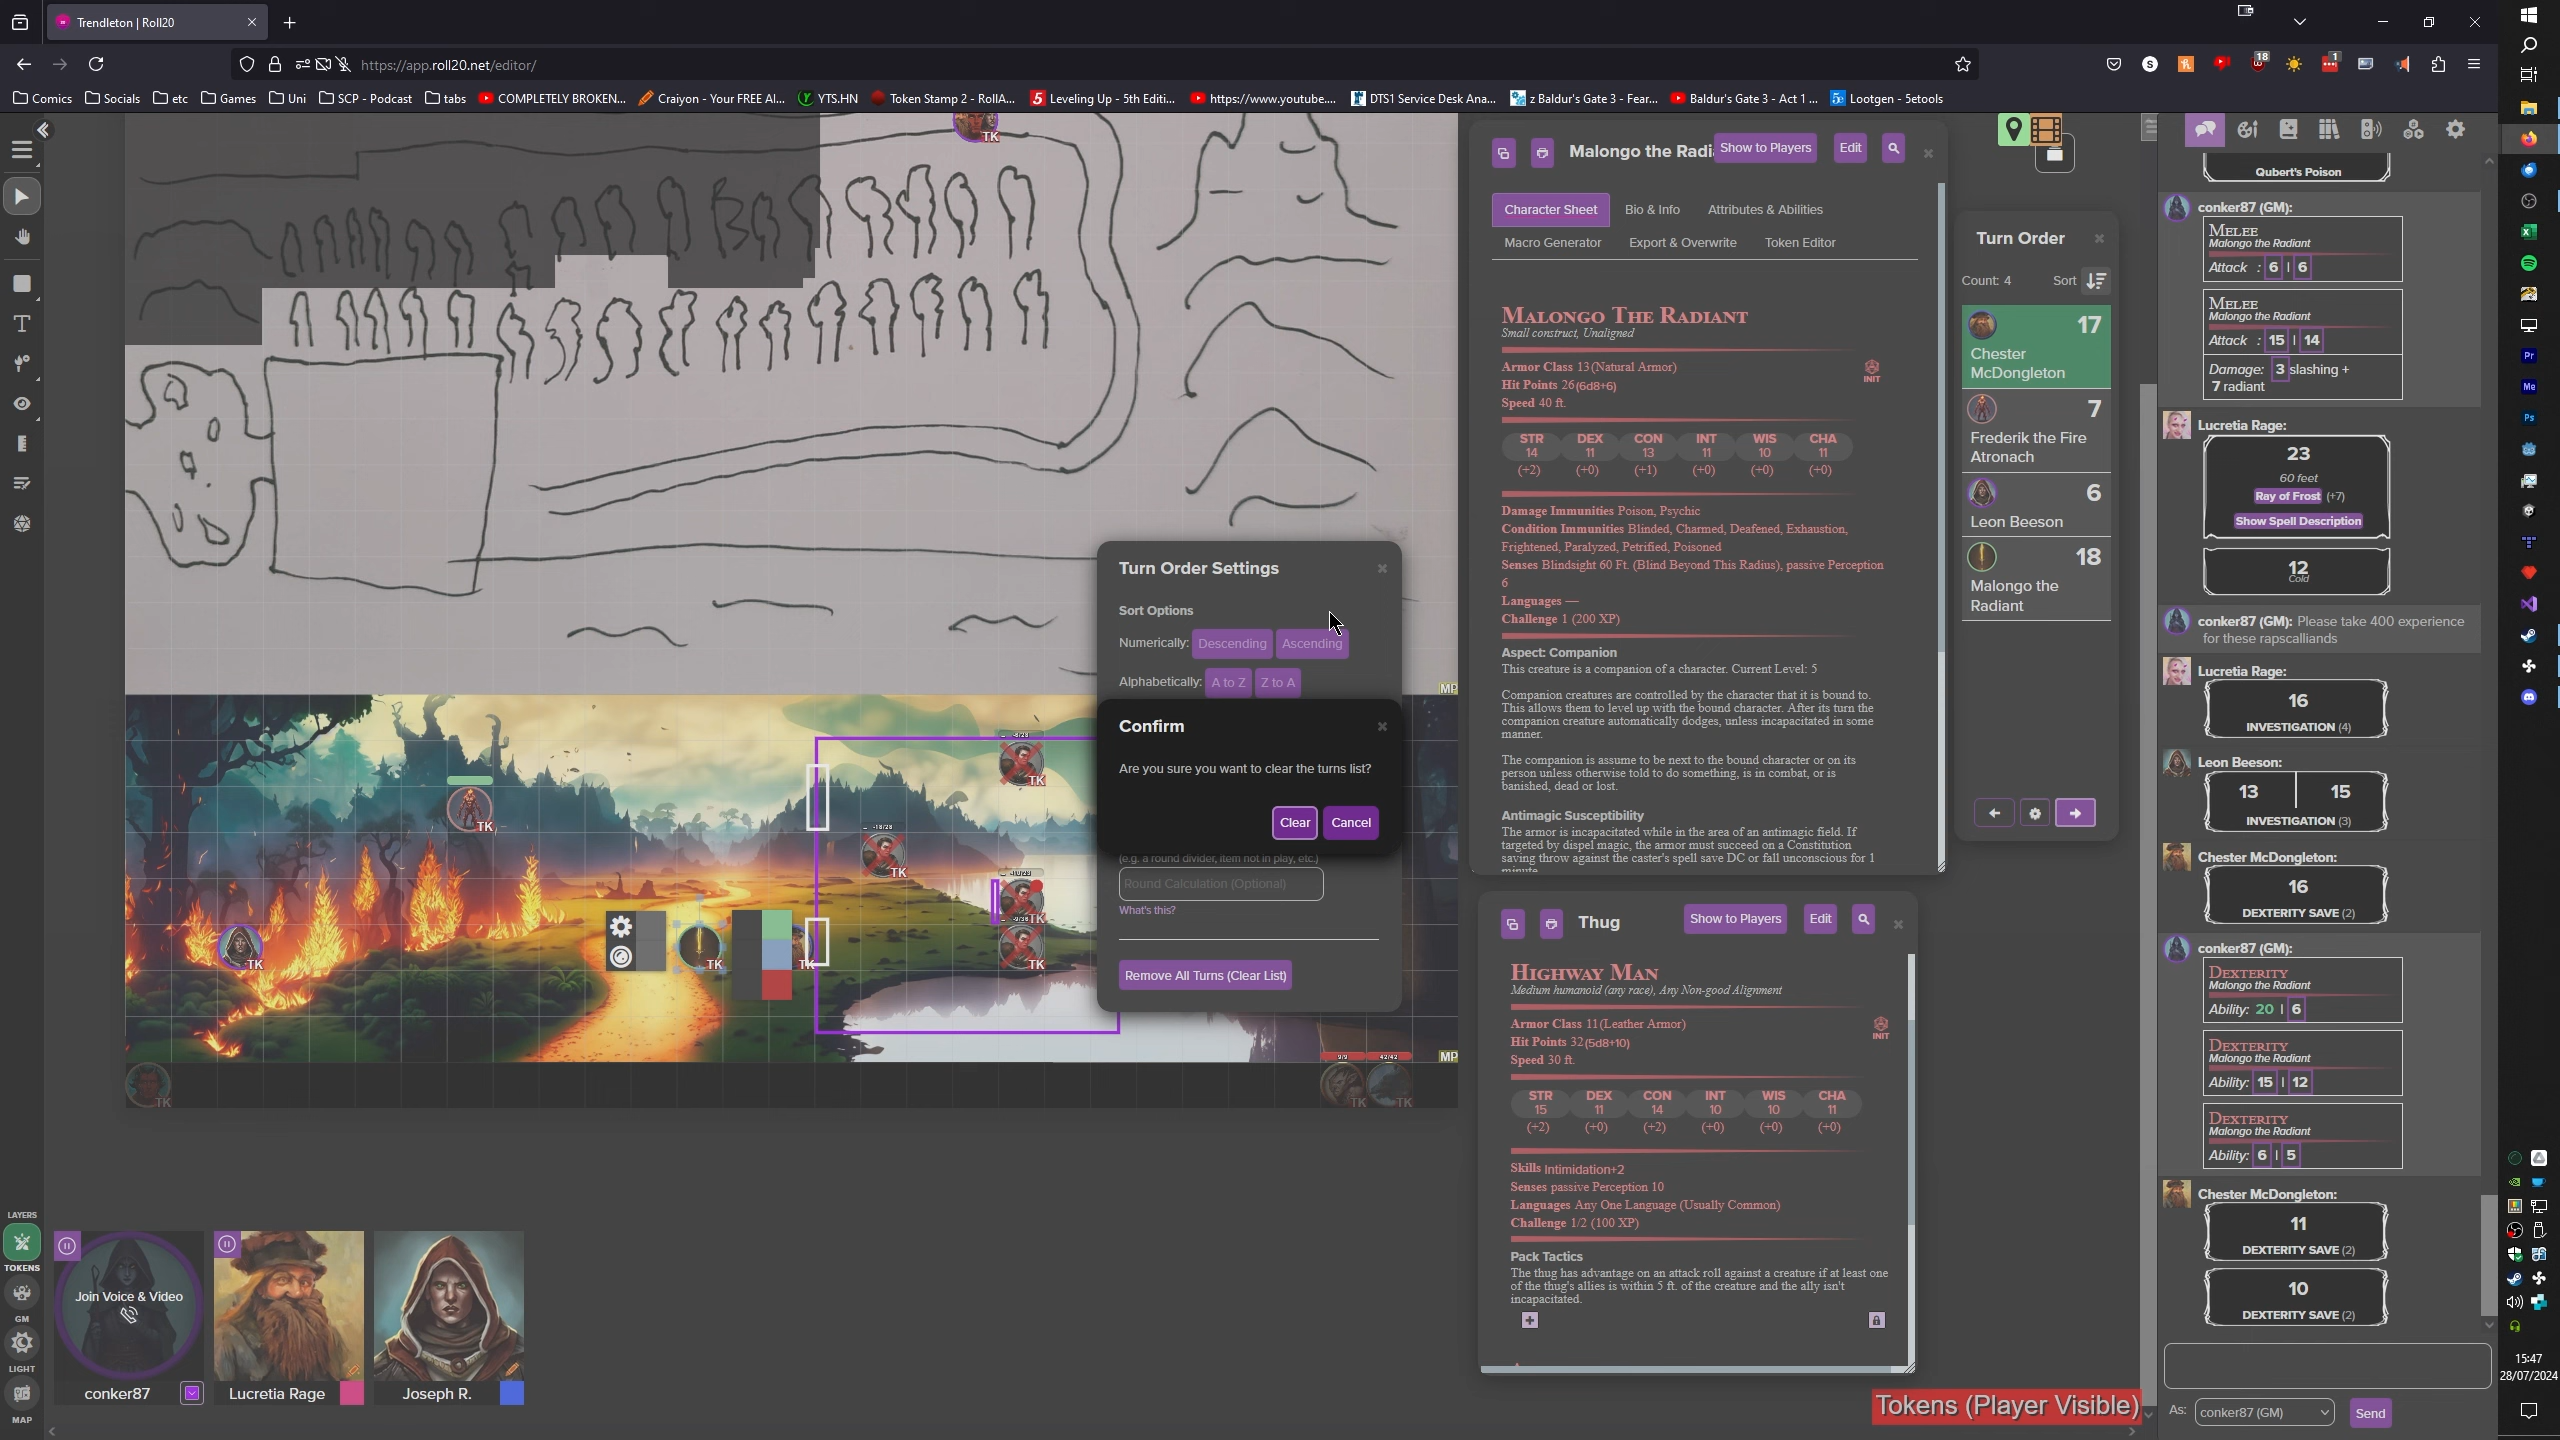 Trendleton | Roll20
https://app.roll20.net/editor/
18
1
Comics
Socials
etc
Games
Uni
SCP - Podcast
tabs
COMPLETELY BROKEN...
Craiyon - Your FREE AI...
YTS.HN
Token Stamp 2 - RollA...
Leveling Up - 5th Editi...
https://www.youtube....
DTS1 Service Desk Ana...
z Baldur's Gate 3 - Fear...
Baldur's Gate 3 - Act 1 ...
Lootgen - 5etools
TK
MP
Turn Order Settings
Sort Options
Numerically: Descending Ascending
Alphabetically: A to Z Z to A
Confirm
Are you sure you want to clear the turns list?
Clear Cancel
(e.g. a round divider, item not in play, etc.)
Round Calculation (Optional)
What's this?
Remove All Turns (Clear List)
TK
TK
TK
TK
TK
TK
TK
TK
TK
9/9
42/42
MP
TK
TK
TK
LAYERS
TOKENS
GM
LIGHT
MAP
Join Voice & Video
conker87
Lucretia Rage
Joseph R.
Malongo the Radi
Show to Players
Edit
Character Sheet
Bio & Info
Attributes & Abilities
Macro Generator
Export & Overwrite
Token Editor
Malongo The Radiant
Small construct, Unaligned
Armor Class 13(Natural Armor)
Hit Points 26(6d8+6)
Speed 40 ft.
INIT
STR DEX CON INT WIS CHA
14 11 13 11 10 11
(+2) (+0) (+1) (+0) (+0) (+0)
Damage Immunities Poison, Psychic
Condition Immunities Blinded, Charmed, Deafened, Exhaustion,
Frightened, Paralyzed, Petrified, Poisoned
Senses Blindsight 60 Ft. (Blind Beyond This Radius), passive Perception
6
Languages —
Challenge 1 (200 XP)
Aspect: Companion
This creature is a companion of a character. Current Level: 5
Companion creatures are controlled by the character that it is bound to.
This allows them to level up with the bound character. After its turn the
companion creature automatically dodges, unless incapacitated in some
manner.
The companion is assume to be next to the bound character or on its
person unless otherwise told to do something, is in combat, or is
banished, dead or lost.
Antimagic Susceptibility
The armor is incapacitated while in the area of an antimagic field. If
targeted by dispel magic, the armor must succeed on a Constitution
saving throw against the caster's spell save DC or fall unconscious for 1
minute.
Thug
Show to Players
Edit
Highway Man
Medium humanoid (any race), Any Non-good Alignment
Armor Class 11(Leather Armor)
Hit Points 32(5d8+10)
Speed 30 ft.
INIT
STR DEX CON INT WIS CHA
15 11 14 10 10 11
(+2) (+0) (+2) (+0) (+0) (+0)
Skills Intimidation+2
Senses passive Perception 10
Languages Any One Language (Usually Common)
Challenge 1/2 (100 XP)
Pack Tactics
The thug has advantage on an attack roll against a creature if at least one
of the thug's allies is within 5 ft. of the creature and the ally isn't
incapacitated.
Turn Order
Count: 4
Sort
17
Chester
McDongleton
7
Frederik the Fire
Atronach
6
Leon Beeson
18
Malongo the
Radiant
Tokens (Player Visible)
Qubert's Poison
conker87 (GM):
Melee
Malongo the Radiant
Attack : 6 | 6
Melee
Malongo the Radiant
Attack : 15 | 14
Damage: 3 slashing +
7 radiant
Lucretia Rage:
23
60 feet
Ray of Frost (+7)
Show Spell Description
12
Cold
conker87 (GM): Please take 400 experience
for these rapscalliands
Lucretia Rage:
16
INVESTIGATION (4)
Leon Beeson:
13 15
INVESTIGATION (3)
Chester McDongleton:
16
DEXTERITY SAVE (2)
conker87 (GM):
Dexterity
Malongo the Radiant
Ability: 20 | 6
Dexterity
Malongo the Radiant
Ability: 15 | 12
Dexterity
Malongo the Radiant
Ability: 6 | 5
Chester McDongleton:
11
DEXTERITY SAVE (2)
10
DEXTERITY SAVE (2)
As: conker87 (GM)
Send
Pr
Me
Ps
15:47
28/07/2024